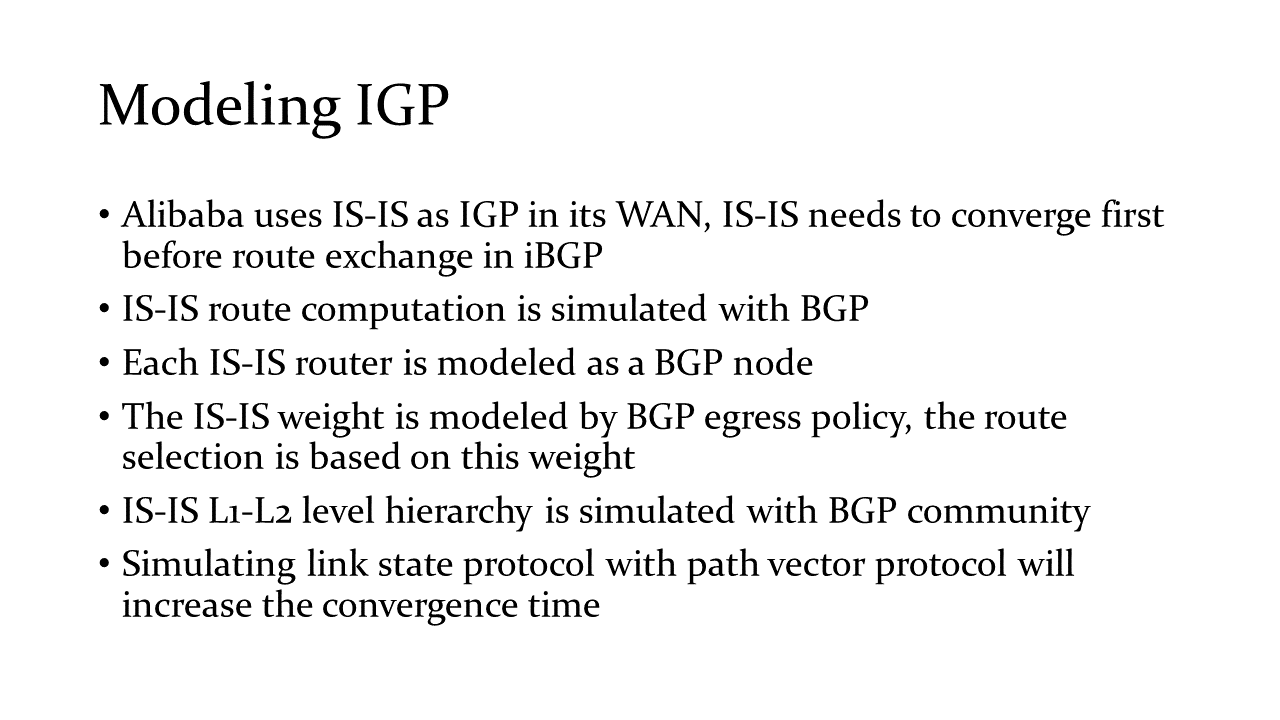 Modeling IGP
• Alibaba uses IS-IS as IGP in its WAN, IS-IS needs to converge first
before route exchange in iBGP
• IS-IS route computation is simulated with BGP
• Each IS-IS router is modeled as a BGP node
• The IS-IS weight is modeled by BGP egress policy, the route
selection is based on this weight
• IS-IS L1-L2 level hierarchy is simulated with BGP community
• Simulating link state protocol with path vector protocol will
increase the convergence time